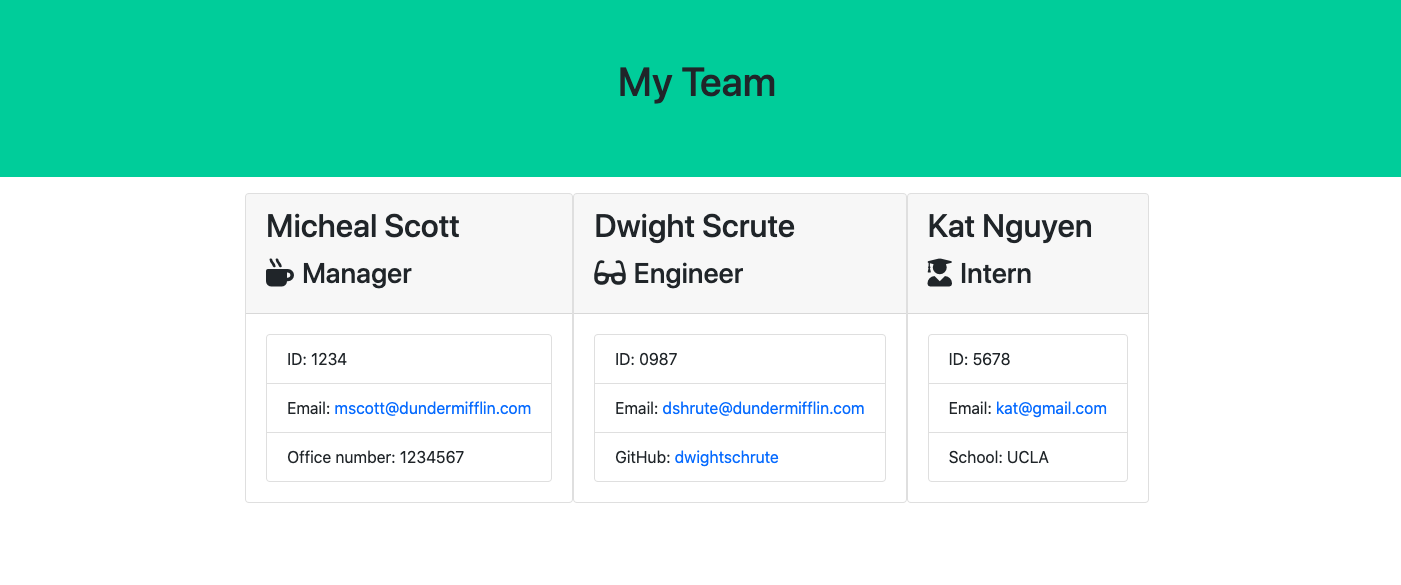 My Team
Micheal Scott
Manager
ID: 1234
Email: mscott@dundermifflin.com
Office number: 1234567
Dwight Scrute
Engineer
ID: 0987
Email: dshrute@dundermifflin.com
GitHub: dwightschrute
Kat Nguyen
Intern
ID: 5678
Email: kat@gmail.com
School: UCLA